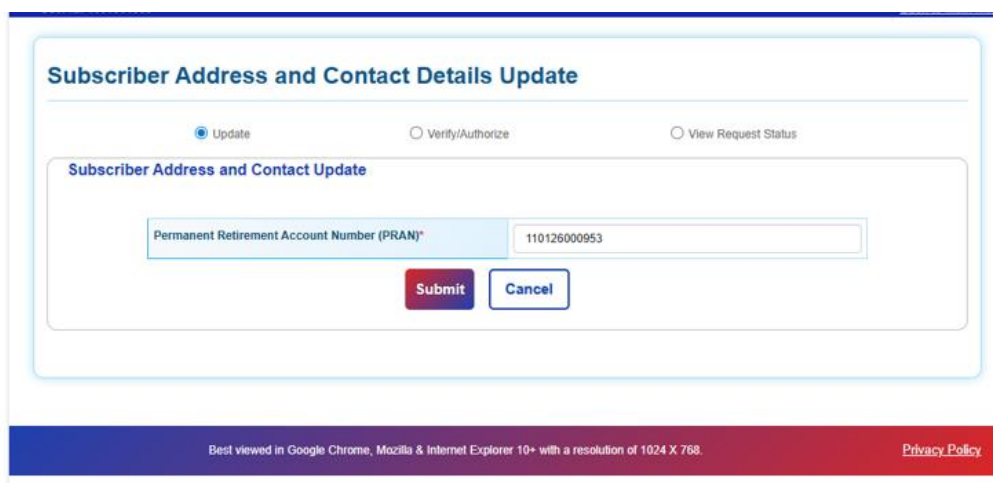 Subscriber Address and Contact Details Update
Update Verify/Authorize View Request Status
Subscriber Address and Contact Update
Permanent Retirement Account Number (PRAN)* 110126000953
Submit Cancel
Best viewed in Google Chrome, Mozilla & Internet Explorer 10+ with a resolution of 1024 X 768. Privacy Policy